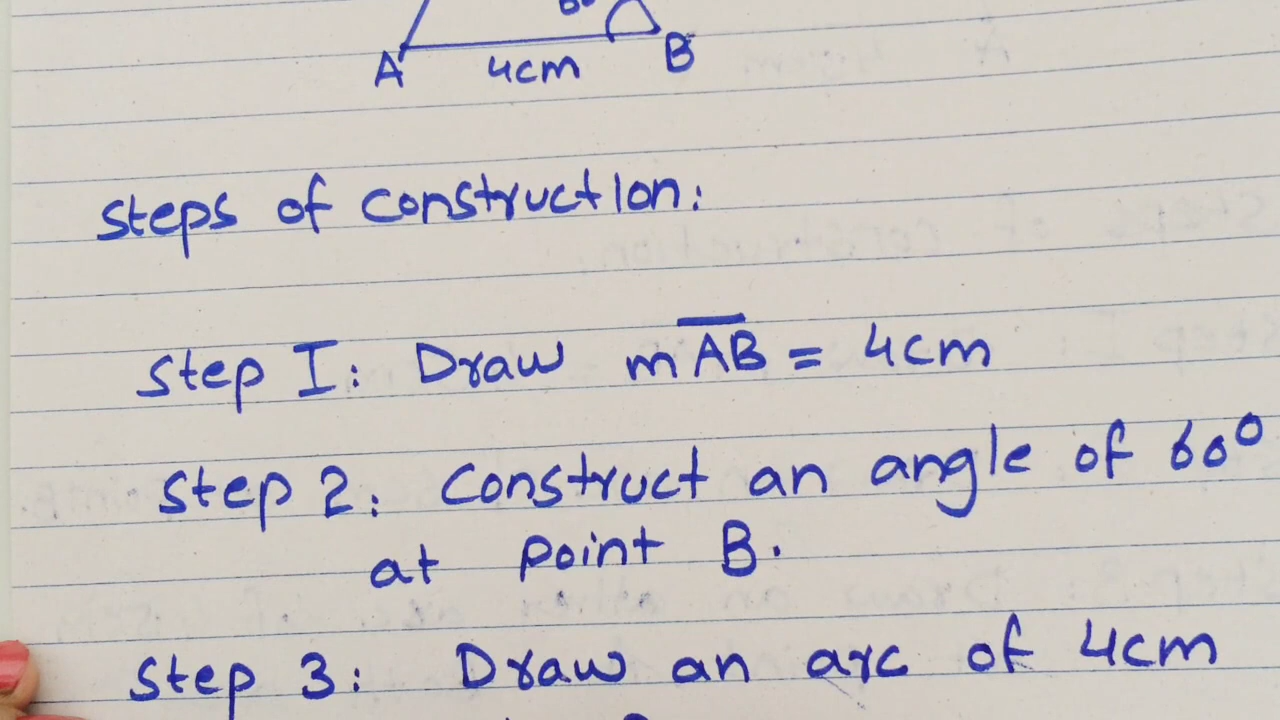 60°
A 4cm B
Steps of construction:
Step I: Draw mAB = 4cm
Step 2: Construct an angle of 60°
at point B.
Step 3: Draw an arc of 4cm